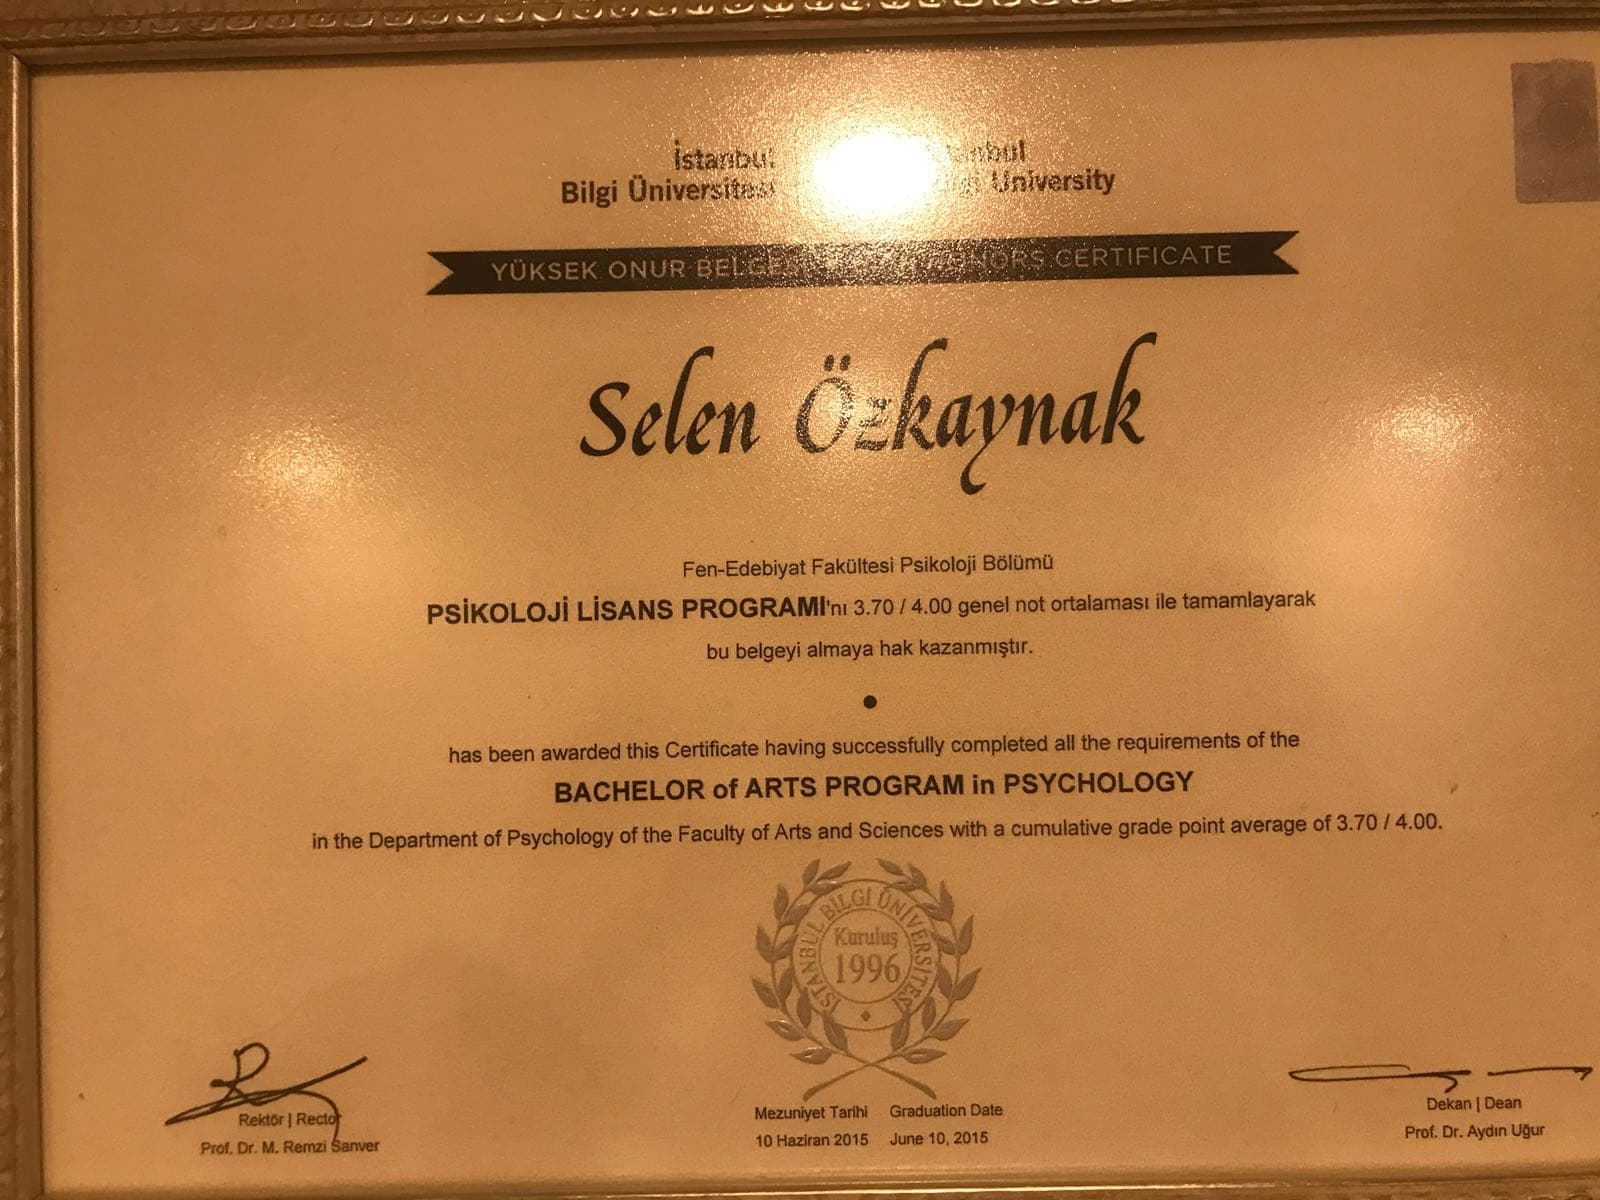 İstanbul
Bilgi Üniversitesi
University
YÜKSEK ONUR BELGESİ HONORS CERTIFICATE
Selen Özkaynak
Fen-Edebiyat Fakültesi Psikoloji Bölümü
PSİKOLOJİ LİSANS PROGRAMI'nı 3.70 / 4.00 genel not ortalaması ile tamamlayarak
bu belgeyi almaya hak kazanmıştır.
has been awarded this Certificate having successfully completed all the requirements of the
BACHELOR of ARTS PROGRAM in PSYCHOLOGY
in the Department of Psychology of the Faculty of Arts and Sciences with a cumulative grade point average of 3.70 / 4.00.
İSTANBUL BİLGİ ÜNİVERSİTESİ
Kuruluş
1996
Rektör | Rector
Prof. Dr. M. Remzi Sanver
Mezuniyet Tarihi Graduation Date
10 Haziran 2015 June 10, 2015
Dekan | Dean
Prof. Dr. Aydın Uğur